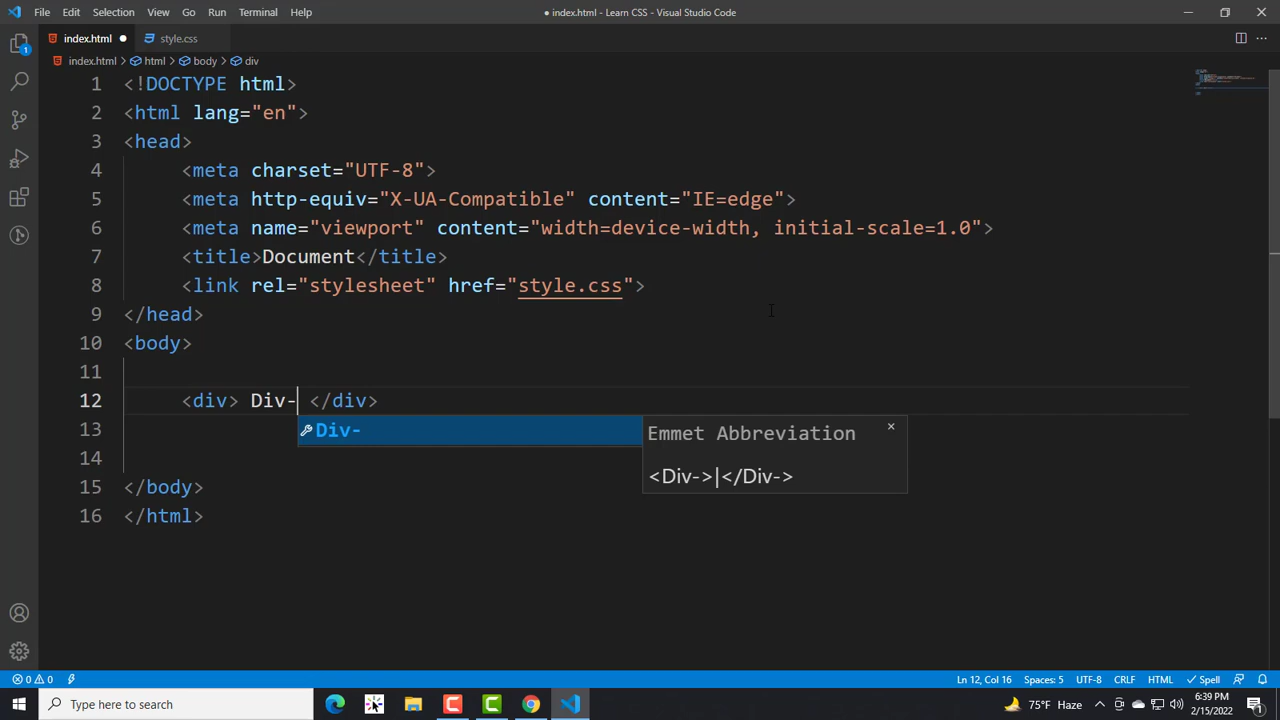 File Edit Selection View Go Run Terminal Help ● index.html - Learn CSS - Visual Studio Code
index.html ● style.css
index.html > html > body > div
1 <!DOCTYPE html>
2 <html lang="en">
3 <head>
4 <meta charset="UTF-8">
5 <meta http-equiv="X-UA-Compatible" content="IE=edge">
6 <meta name="viewport" content="width=device-width, initial-scale=1.0">
7 <title>Document</title>
8 <link rel="stylesheet" href="style.css">
9 </head>
10 <body>
11
12 <div> Div- </div>
13 Div- Emmet Abbreviation ×
14 <Div->|</Div->
15 </body>
16 </html>
1
0 0 Ln 12, Col 16 Spaces: 5 UTF-8 CRLF HTML Spell
Type here to search 75°F Haze 6:39 PM
2/15/2022 1